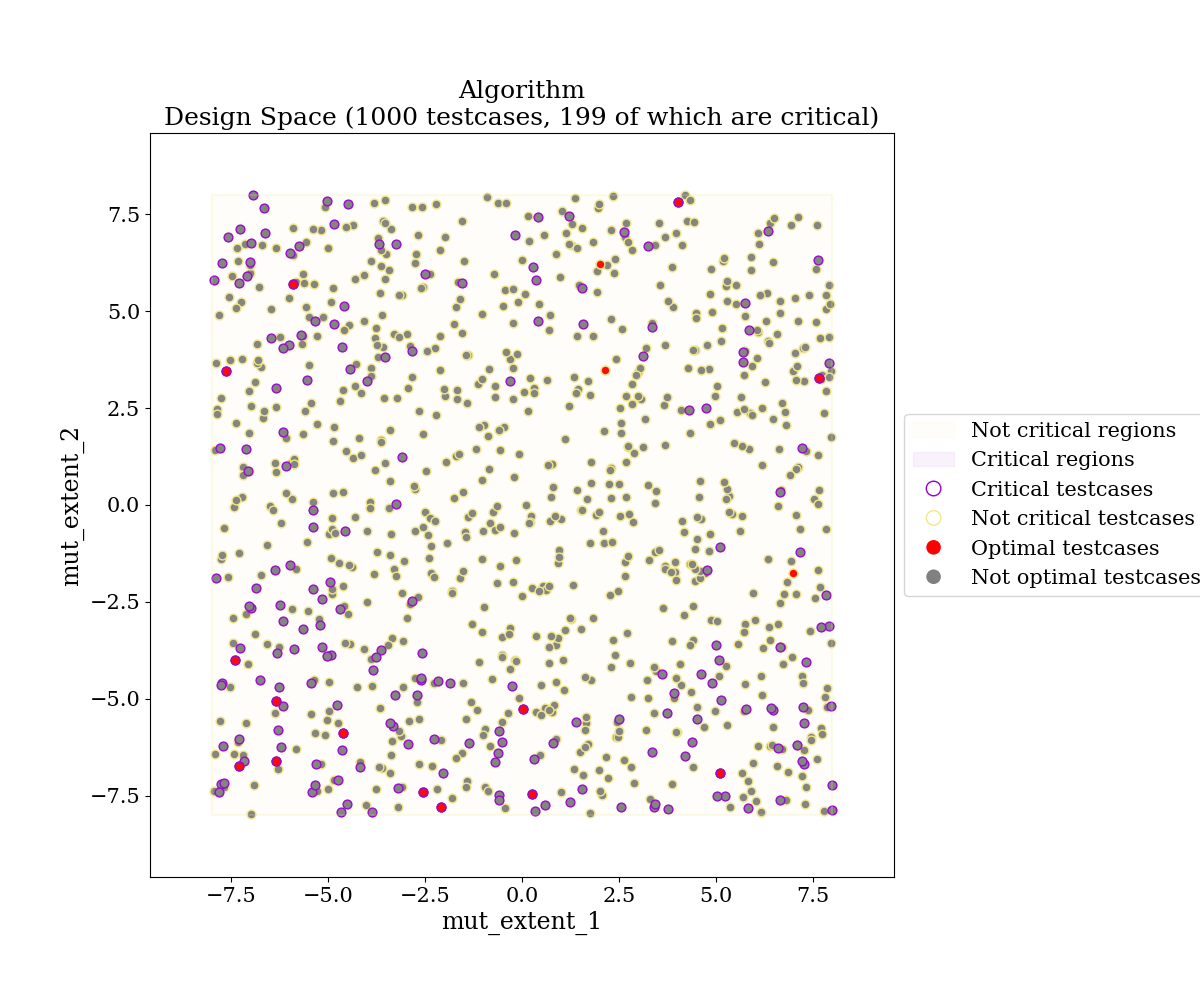 Algorithm
Design Space (1000 testcases, 199 of which are critical)
7.5
5.0
2.5
0.0
−2.5
−5.0
−7.5
mut_extent_2
−7.5
−5.0
−2.5
0.0
2.5
5.0
7.5
mut_extent_1
Not critical regions
Critical regions
Critical testcases
Not critical testcases
Optimal testcases
Not optimal testcases